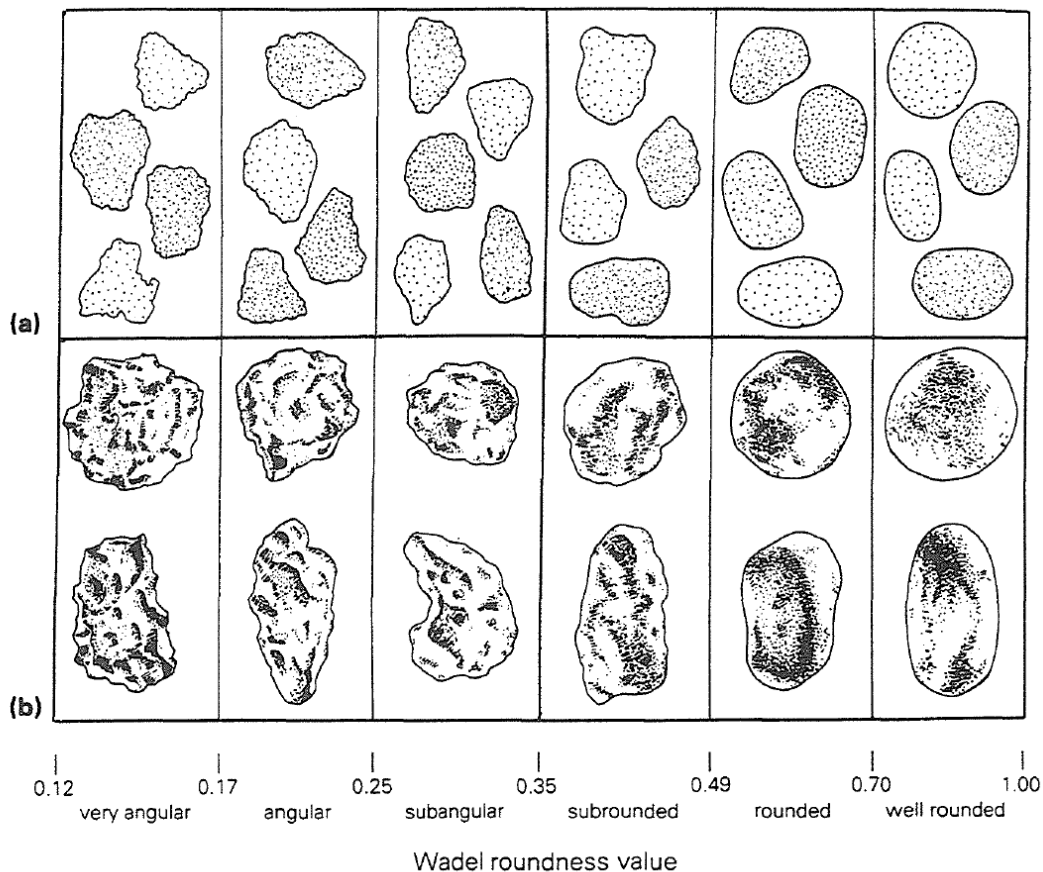 (a)
(b)
0.12 0.17 0.25 0.35 0.49 0.70 1.00
very angular angular subangular subrounded rounded well rounded
Wadel roundness value